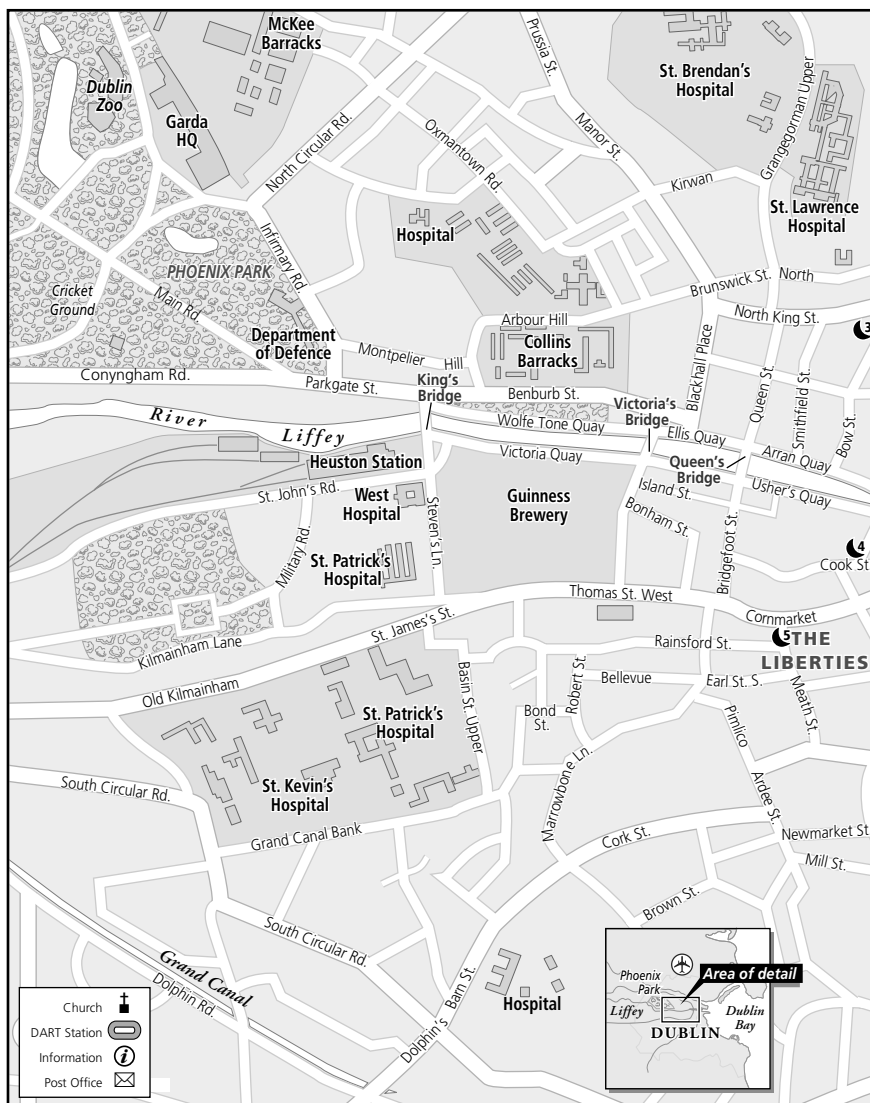 McKee
Barracks
Dublin
Zoo
Garda
HQ
Prussia St.
St. Brendan's
Hospital
Grangegorman Upper
North Circular Rd.
Oxmantown Rd.
Manor St.
Kirwan
St. Lawrence
Hospital
Hospital
Infirmary Rd.
PHOENIX PARK
Cricket
Ground
Main Rd.
Brunswick St. North
North King St.
3
Arbour Hill
Collins
Barracks
Department
of Defence
Montpelier Hill
Blackhall Place
Queen St.
Smithfield St.
Bow St.
Conyngham Rd.
Parkgate St.
King's
Bridge
Benburb St.
Victoria's
Bridge
River Liffey
Wolfe Tone Quay
Ellis Quay
Arran Quay
Victoria Quay
Queen's
Bridge
Usher's Quay
Heuston Station
St. John's Rd.
West
Hospital
Steven's Ln.
Guinness
Brewery
Island St.
Bonham St.
Bridgefoot St.
4
Cook St.
Military Rd.
St. Patrick's
Hospital
Thomas St. West
Cornmarket
St. James's St.
Rainsford St.
5
THE
LIBERTIES
Kilmainham Lane
Old Kilmainham
Basin St. Upper
Robert St.
Bellevue
Earl St. S.
Meath St.
Bond
St.
Pimlico
St. Patrick's
Hospital
St. Kevin's
Hospital
South Circular Rd.
Marrowbone Ln.
Ardee St.
Grand Canal Bank
Cork St.
Newmarket St.
Mill St.
Brown St.
South Circular Rd.
Grand Canal
Dolphin Rd.
Dolphin's Barn St.
Hospital
Phoenix
Park
Area of detail
Liffey
DUBLIN
Dublin
Bay
Church
DART Station
Information
i
Post Office